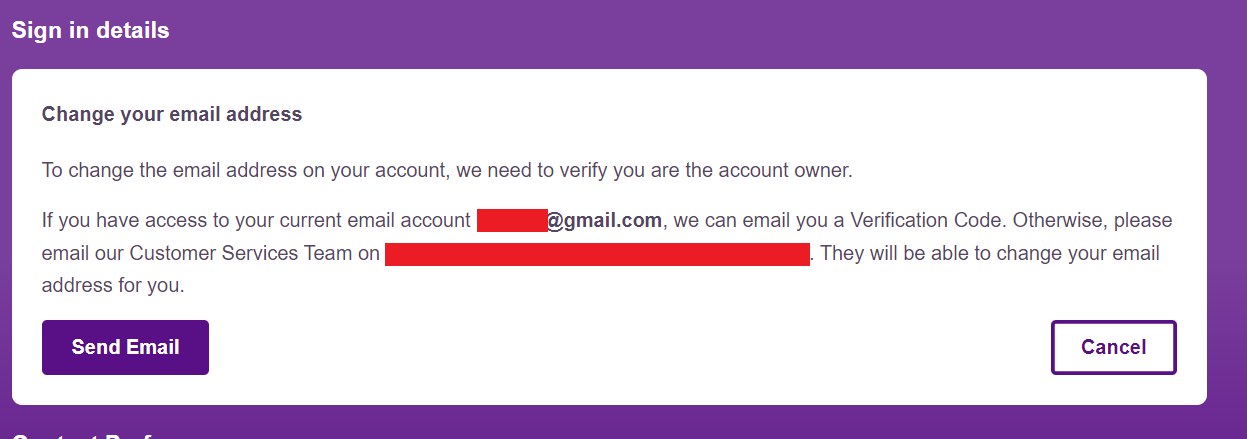 Sign in details
Change your email address
To change the email address on your account, we need to verify you are the account owner.
If you have access to your current email account @gmail.com, we can email you a Verification Code. Otherwise, please
email our Customer Services Team on . They will be able to change your email
address for you.
Send Email
Cancel